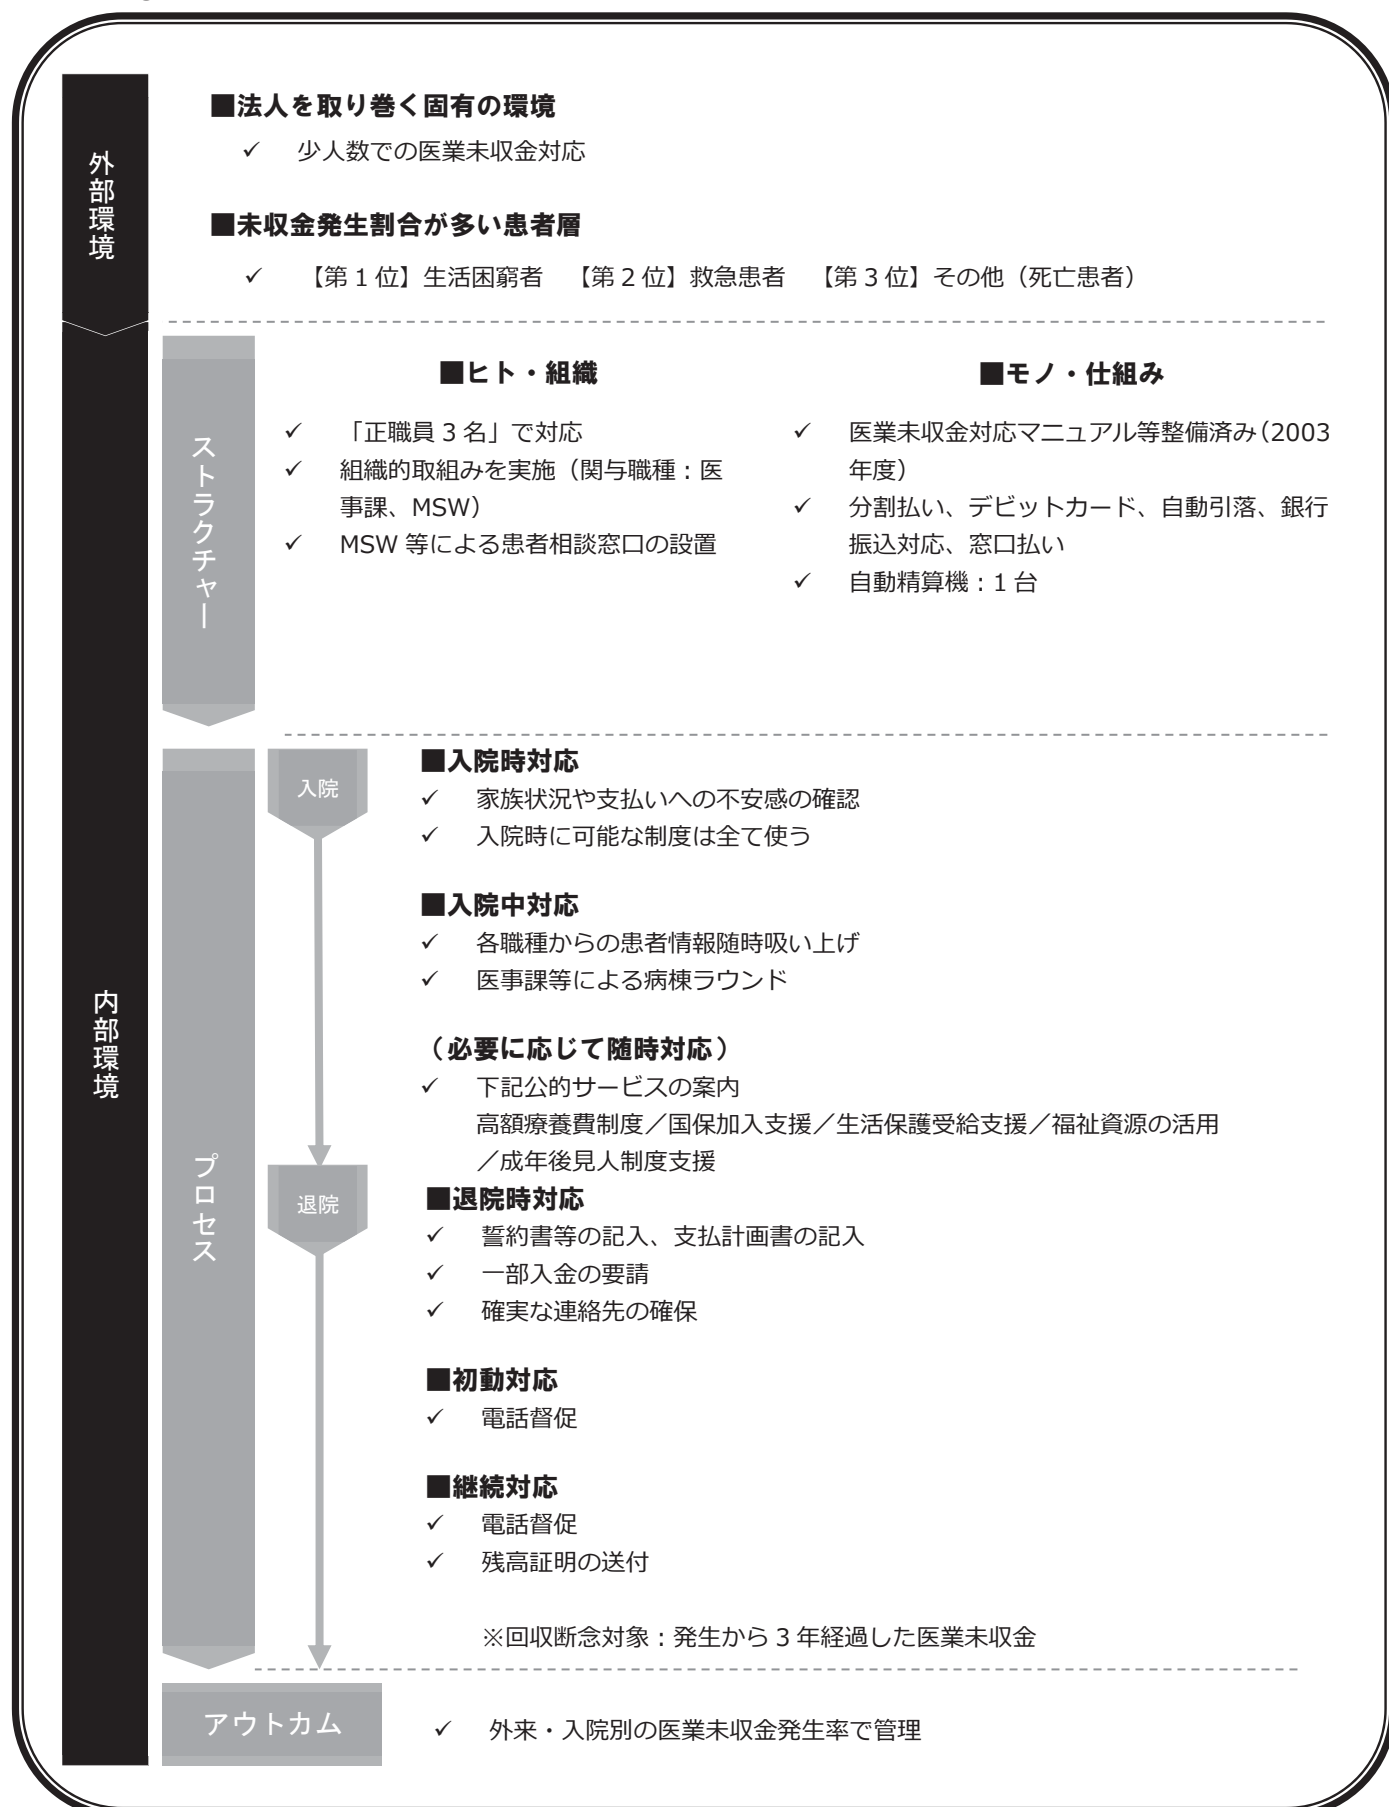 外部環境
■法人を取り巻く固有の環境
✓ 少人数での医業未収金対応
■未収金発生割合が多い患者層
✓ 【第1位】生活困窮者 【第2位】救急患者 【第3位】その他（死亡患者）
内部環境
ストラクチャー
■ヒト・組織
✓ 「正職員3名」で対応
✓ 組織的取組みを実施（関与職種：医
事課、MSW）
✓ MSW 等による患者相談窓口の設置
■モノ・仕組み
✓ 医業未収金対応マニュアル等整備済み（2003
年度）
✓ 分割払い、デビットカード、自動引落、銀行
振込対応、窓口払い
✓ 自動精算機：1台
プロセス
入院
■入院時対応
✓ 家族状況や支払いへの不安感の確認
✓ 入院時に可能な制度は全て使う
■入院中対応
✓ 各職種からの患者情報随時吸い上げ
✓ 医事課等による病棟ラウンド
（必要に応じて随時対応）
✓ 下記公的サービスの案内
高額療養費制度／国保加入支援／生活保護受給支援／福祉資源の活用
／成年後見人制度支援
退院
■退院時対応
✓ 誓約書等の記入、支払計画書の記入
✓ 一部入金の要請
✓ 確実な連絡先の確保
■初動対応
✓ 電話督促
■継続対応
✓ 電話督促
✓ 残高証明の送付
※回収断念対象：発生から3年経過した医業未収金
アウトカム
✓ 外来・入院別の医業未収金発生率で管理